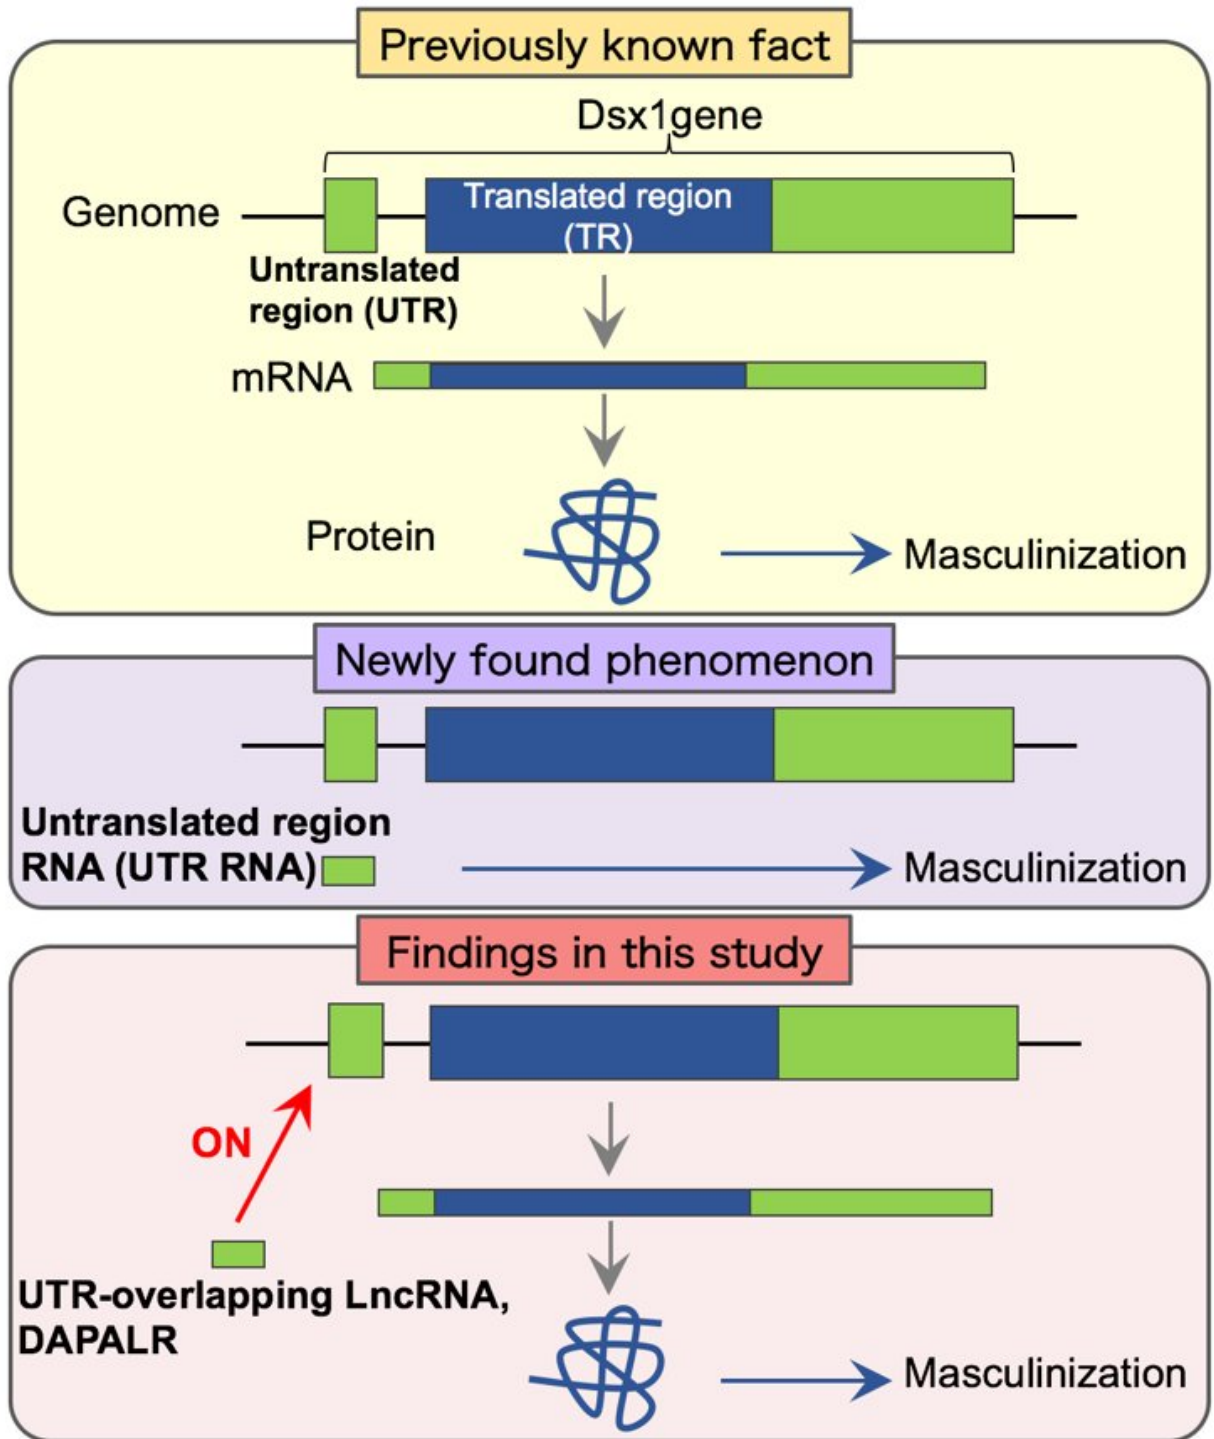 Previously known fact
Dsx1gene
Genome
Translated region
(TR)
Untranslated
region (UTR)
mRNA
Protein
Masculinization
Newly found phenomenon
Untranslated region
RNA (UTR RNA)
Masculinization
Findings in this study
ON
UTR-overlapping LncRNA,
DAPALR
Masculinization